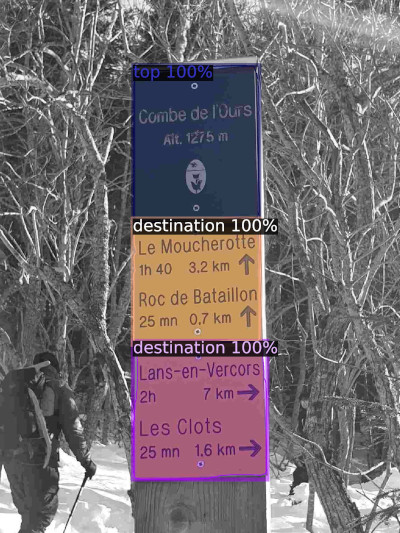 top 100%
Combe de l'Ours
Alt. 1275 m
destination 100%
Le Moucherotte
1h 40 3.2 km ↑
Roc de Bataillon
25 mn 0.7 km ↑
destination 100%
Lans-en-Vercors
2h 7 km →
Les Clots
25 mn 1.6 km →